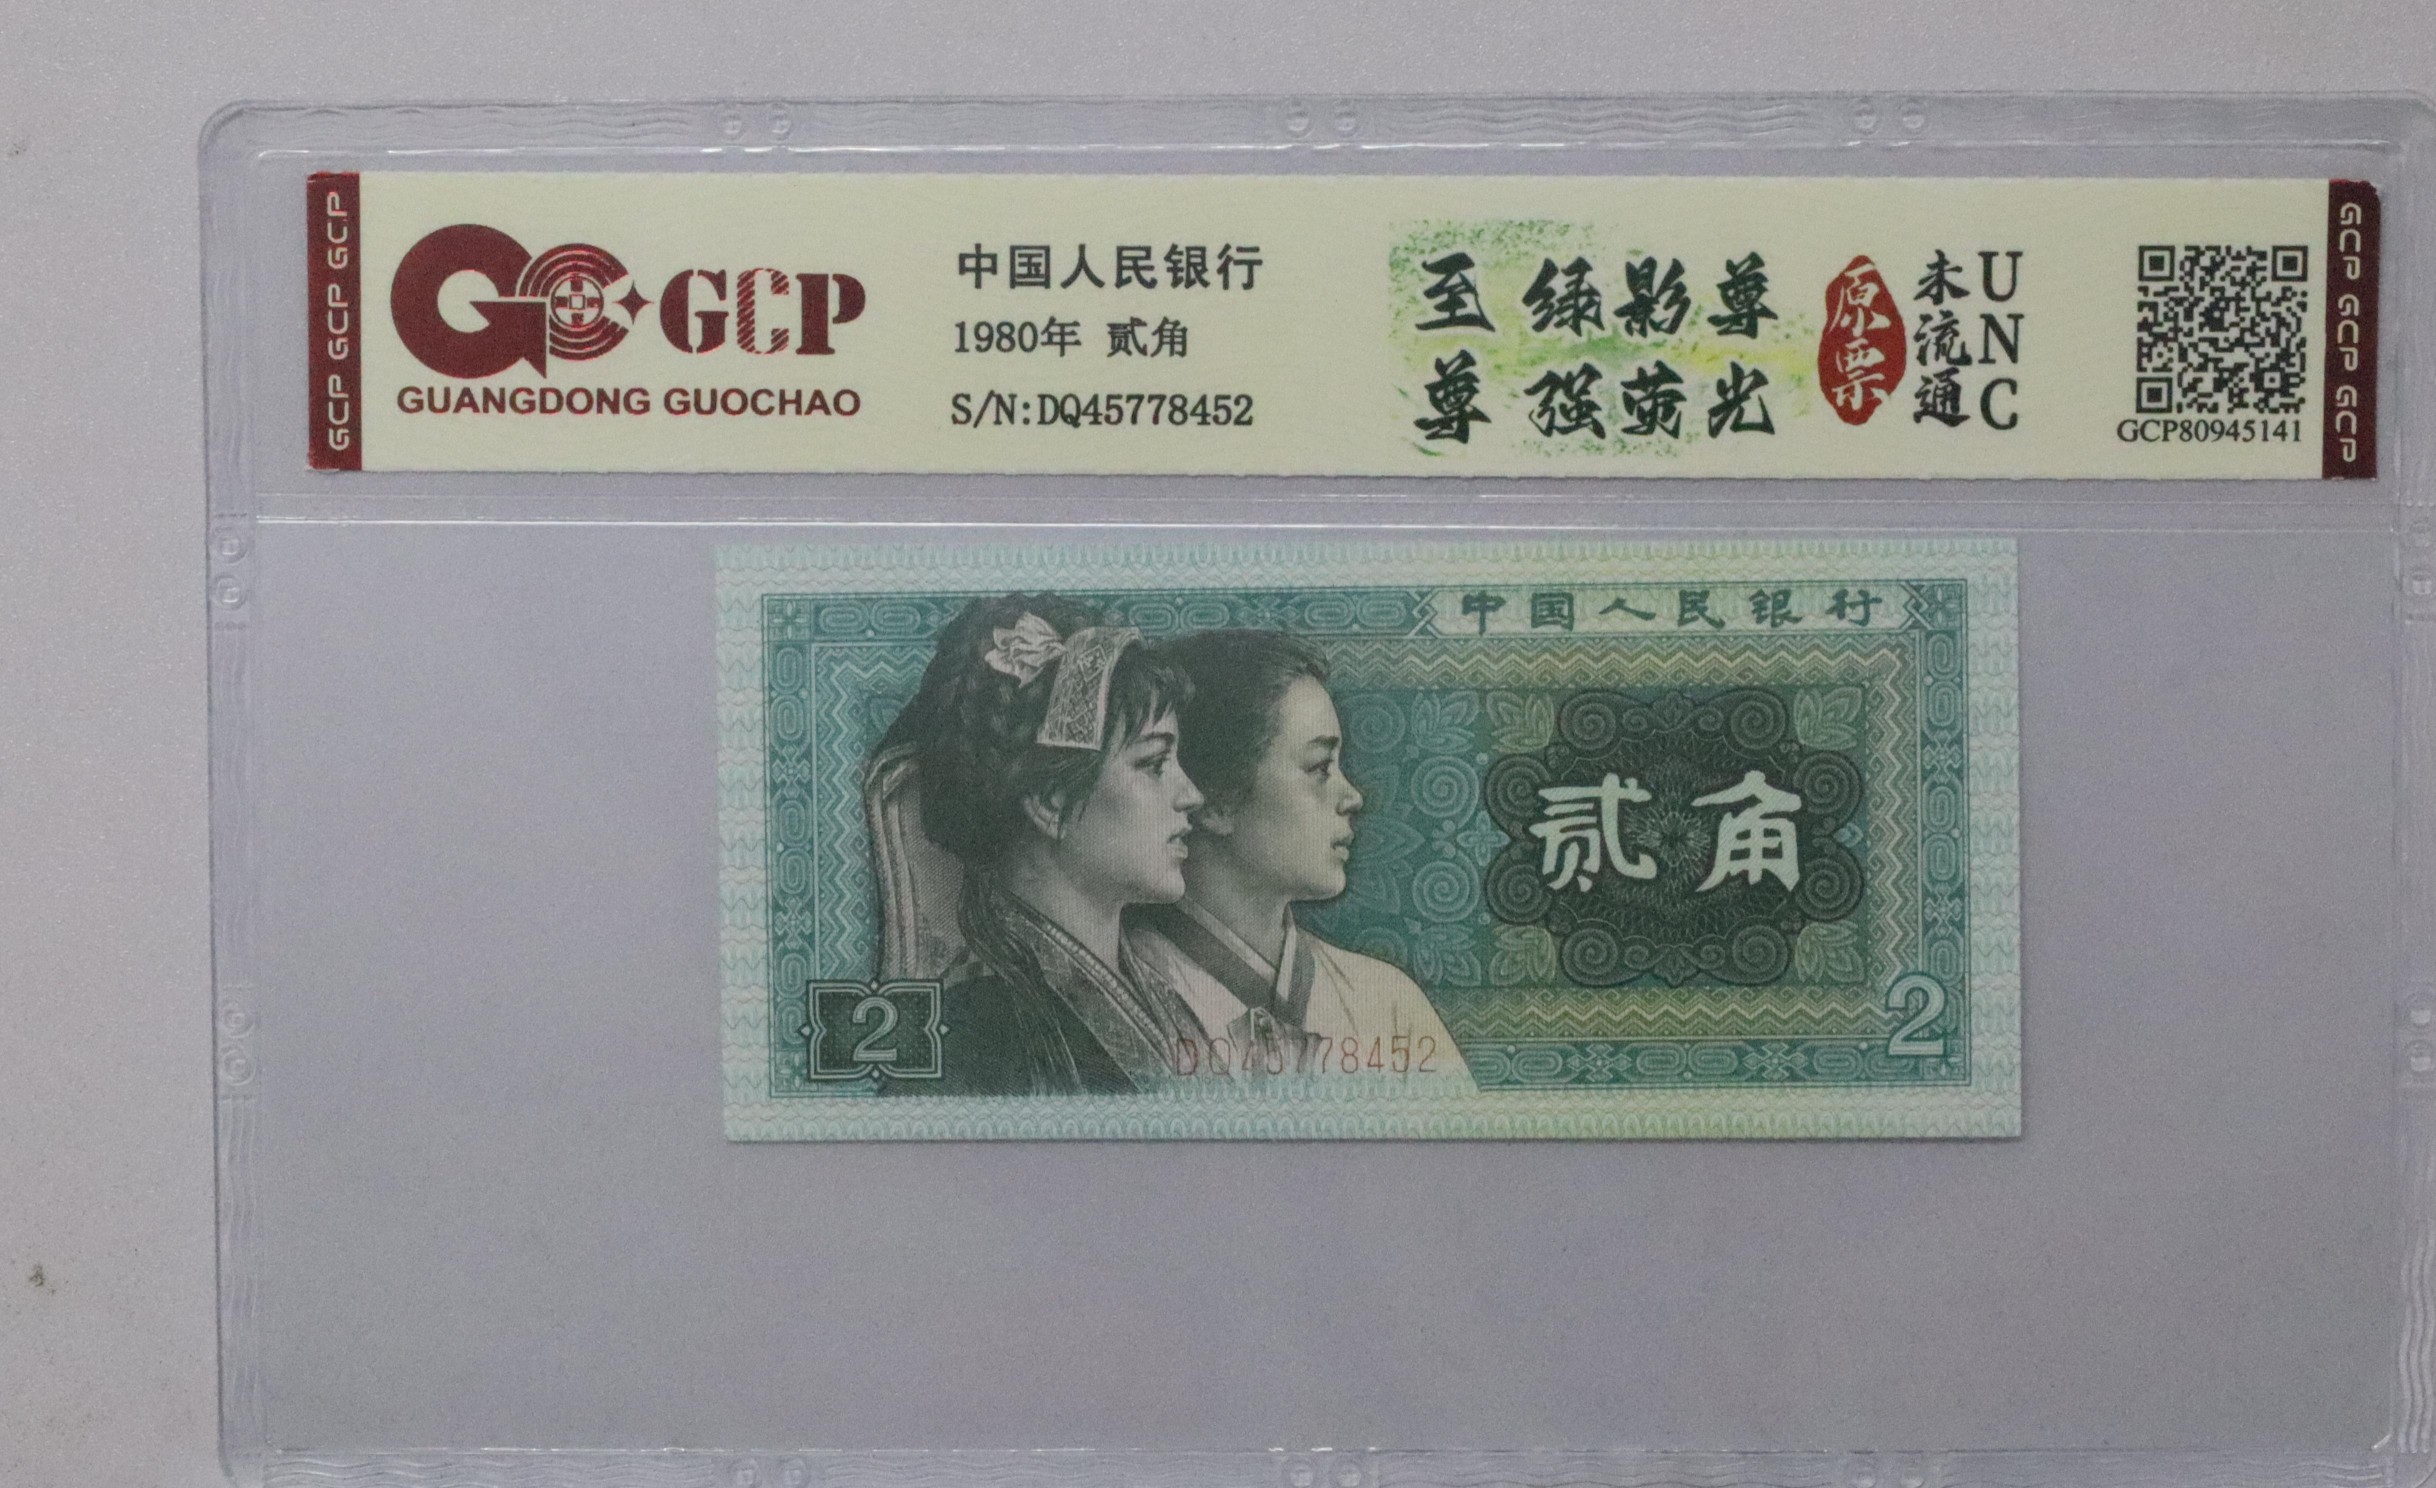 GCP GCP GCP
GCP
GUANGDONG GUOCHAO
中国人民银行
1980年 贰角
S/N:DQ45778452
至尊
绿影尊
强荧光
原票
未流通
UNC
GCP80945141
GCP GCP GCP
中国人民银行
贰角
2
2
DQ45778452